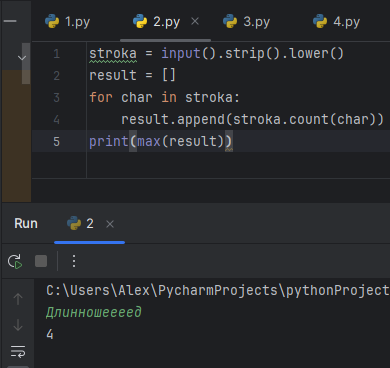 1.py 2.py 3.py 4.py
1 stroka = input().strip().lower()
2 result = []
3 for char in stroka:
4 result.append(stroka.count(char))
5 print(max(result))
Run 2
C:\Users\Alex\PycharmProjects\pythonProject
Длинношеееед
4